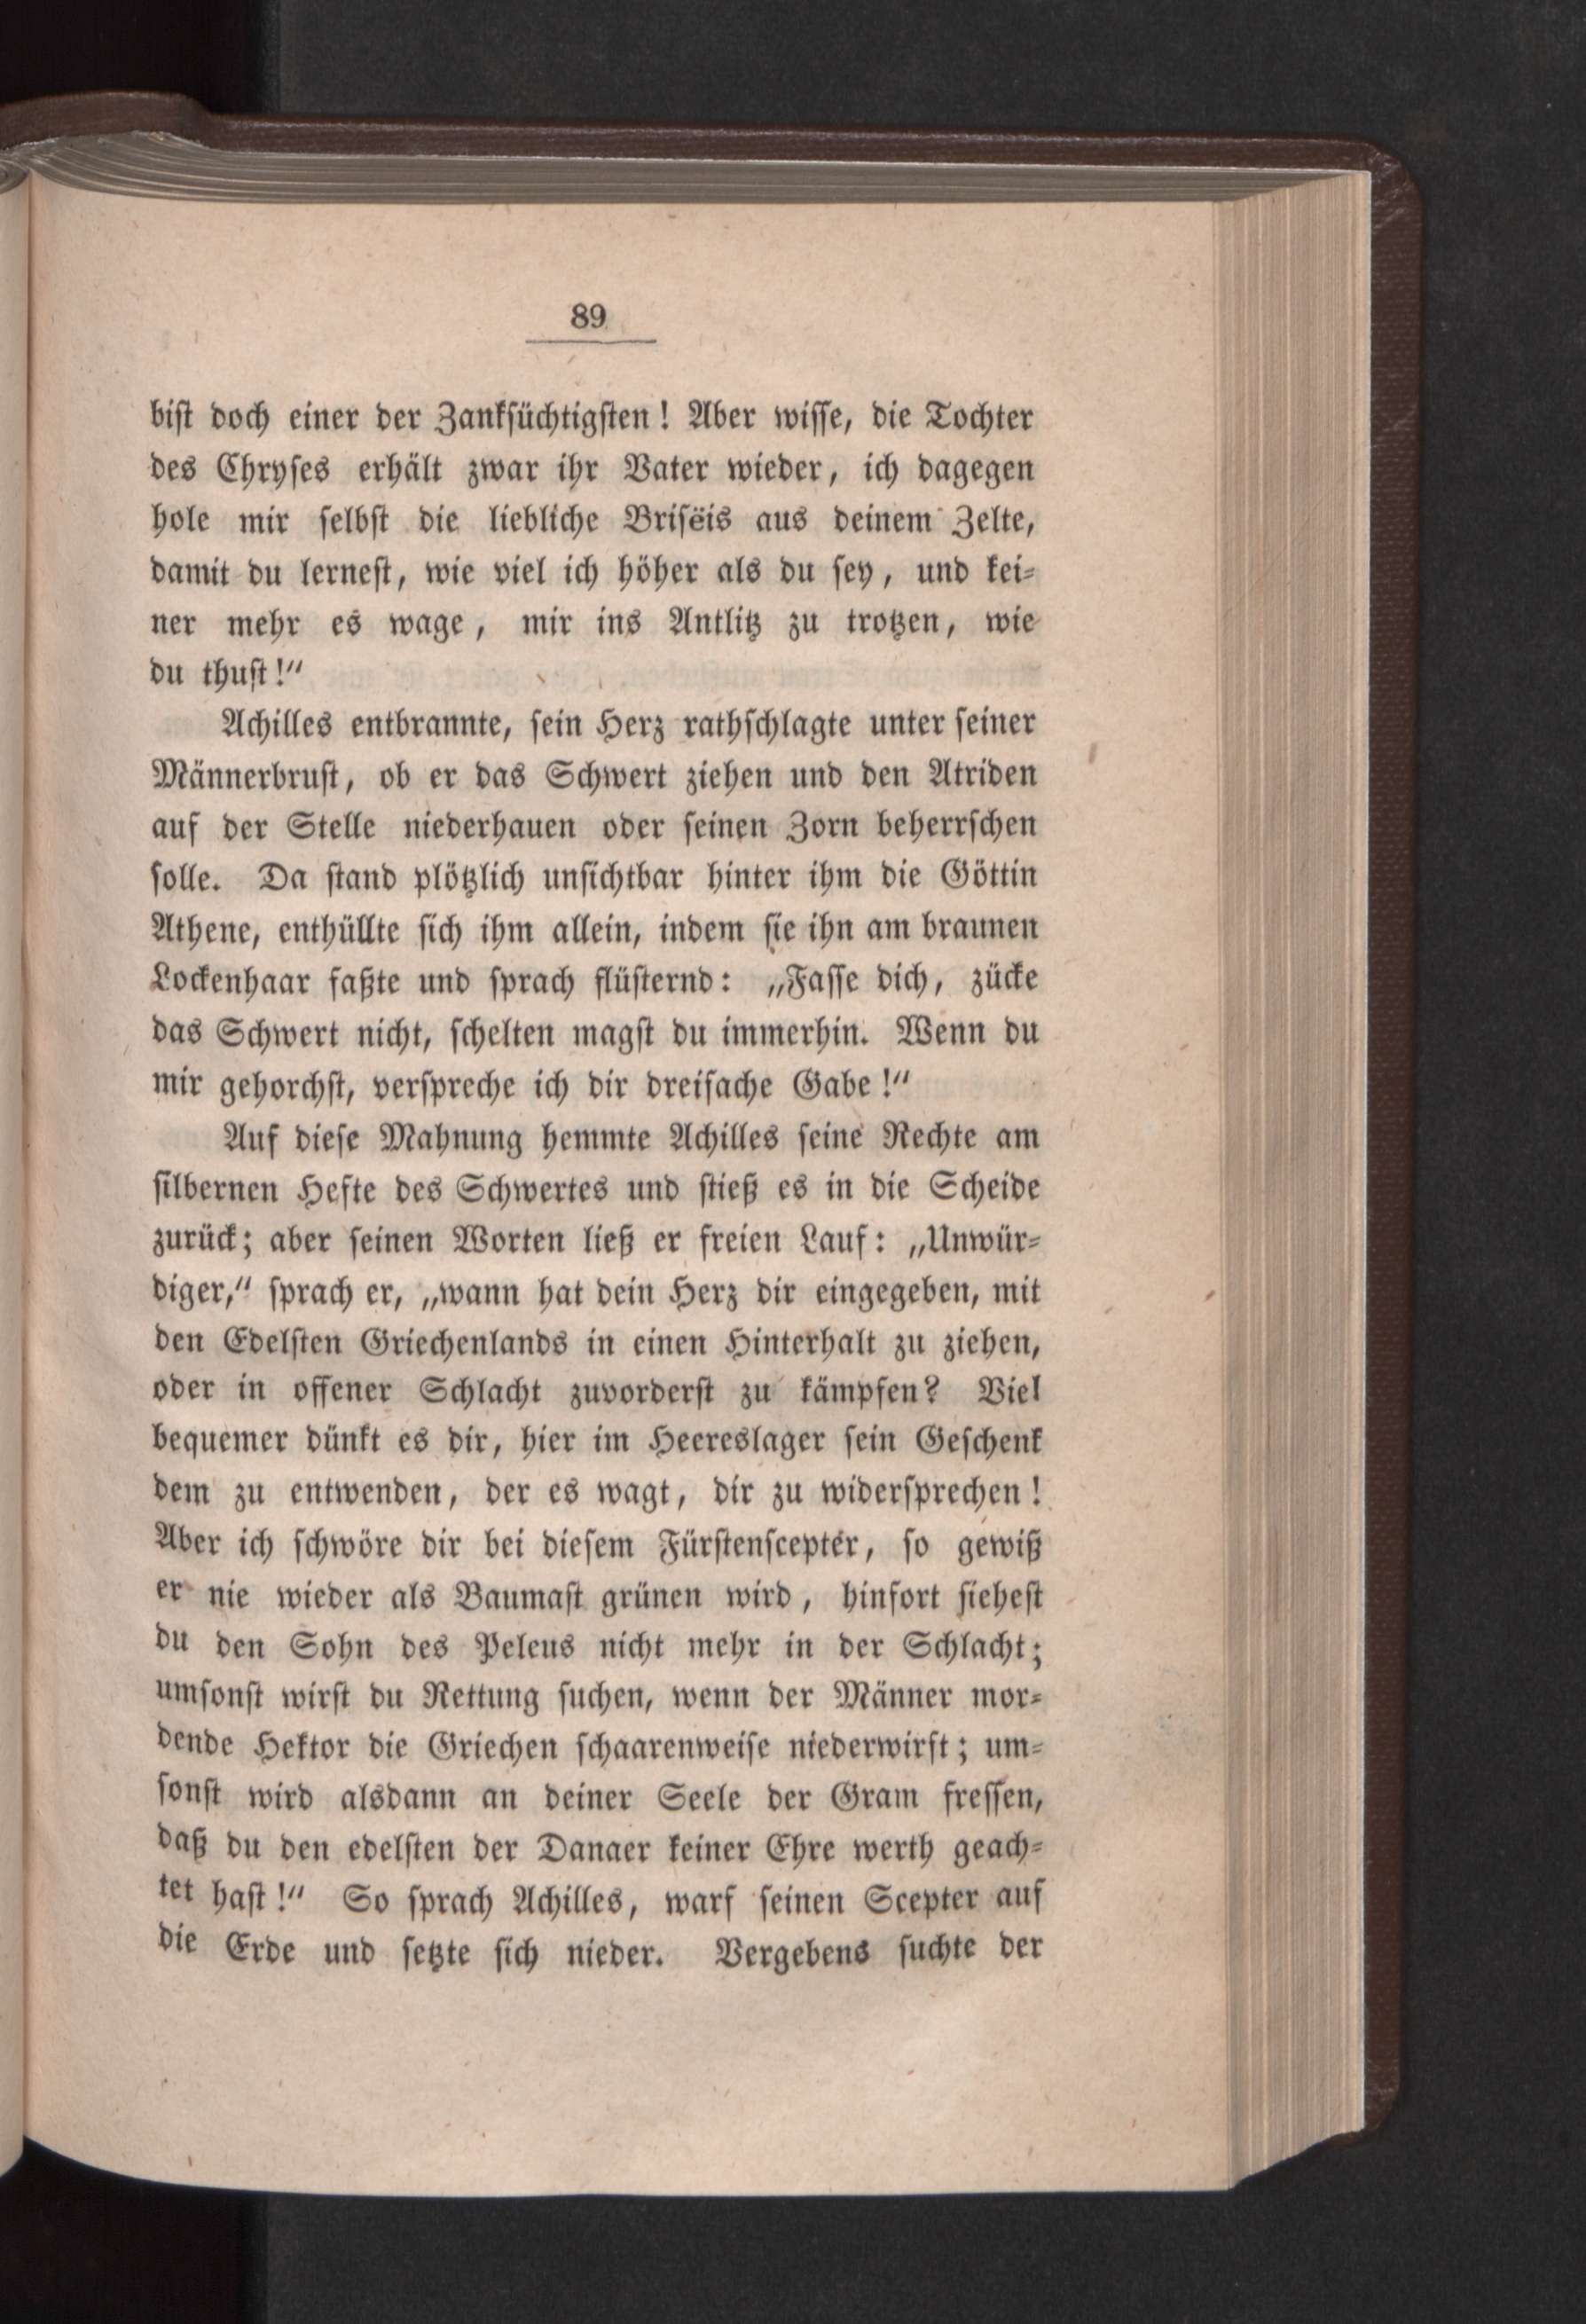 89
bist doch einer der Zanksüchtigsten! Aber wisse, die Tochter
des Chryses erhält zwar ihr Vater wieder, ich dagegen
hole mir selbst die liebliche Brisëis aus deinem Zelte,
damit du lernest, wie viel ich höher als du sey, und kei-
ner mehr es wage, mir ins Antlitz zu trotzen, wie
du thust!“
Achilles entbrannte, sein Herz rathschlagte unter seiner
Männerbrust, ob er das Schwert ziehen und den Atriden
auf der Stelle niederhauen oder seinen Zorn beherrschen
solle. Da stand plötzlich unsichtbar hinter ihm die Göttin
Athene, enthüllte sich ihm allein, indem sie ihn am braunen
Lockenhaar faßte und sprach flüsternd: „Fasse dich, zücke
das Schwert nicht, schelten magst du immerhin. Wenn du
mir gehorchst, verspreche ich dir dreifache Gabe!“
Auf diese Mahnung hemmte Achilles seine Rechte am
silbernen Hefte des Schwertes und stieß es in die Scheide
zurück; aber seinen Worten ließ er freien Lauf: „Unwür-
diger,“ sprach er, „wann hat dein Herz dir eingegeben, mit
den Edelsten Griechenlands in einen Hinterhalt zu ziehen,
oder in offener Schlacht zuvorderst zu kämpfen? Viel
bequemer dünkt es dir, hier im Heereslager sein Geschenk
dem zu entwenden, der es wagt, dir zu widersprechen!
Aber ich schwöre dir bei diesem Fürstenscepter, so gewiß
er nie wieder als Baumast grünen wird, hinfort siehest
du den Sohn des Peleus nicht mehr in der Schlacht;
umsonst wirst du Rettung suchen, wenn der Männer mor-
dende Hektor die Griechen schaarenweise niederwirft; um-
sonst wird alsdann an deiner Seele der Gram fressen,
daß du den edelsten der Danaer keiner Ehre werth geach-
tet hast!“ So sprach Achilles, warf seinen Scepter auf
die Erde und setzte sich nieder. Vergebens suchte der